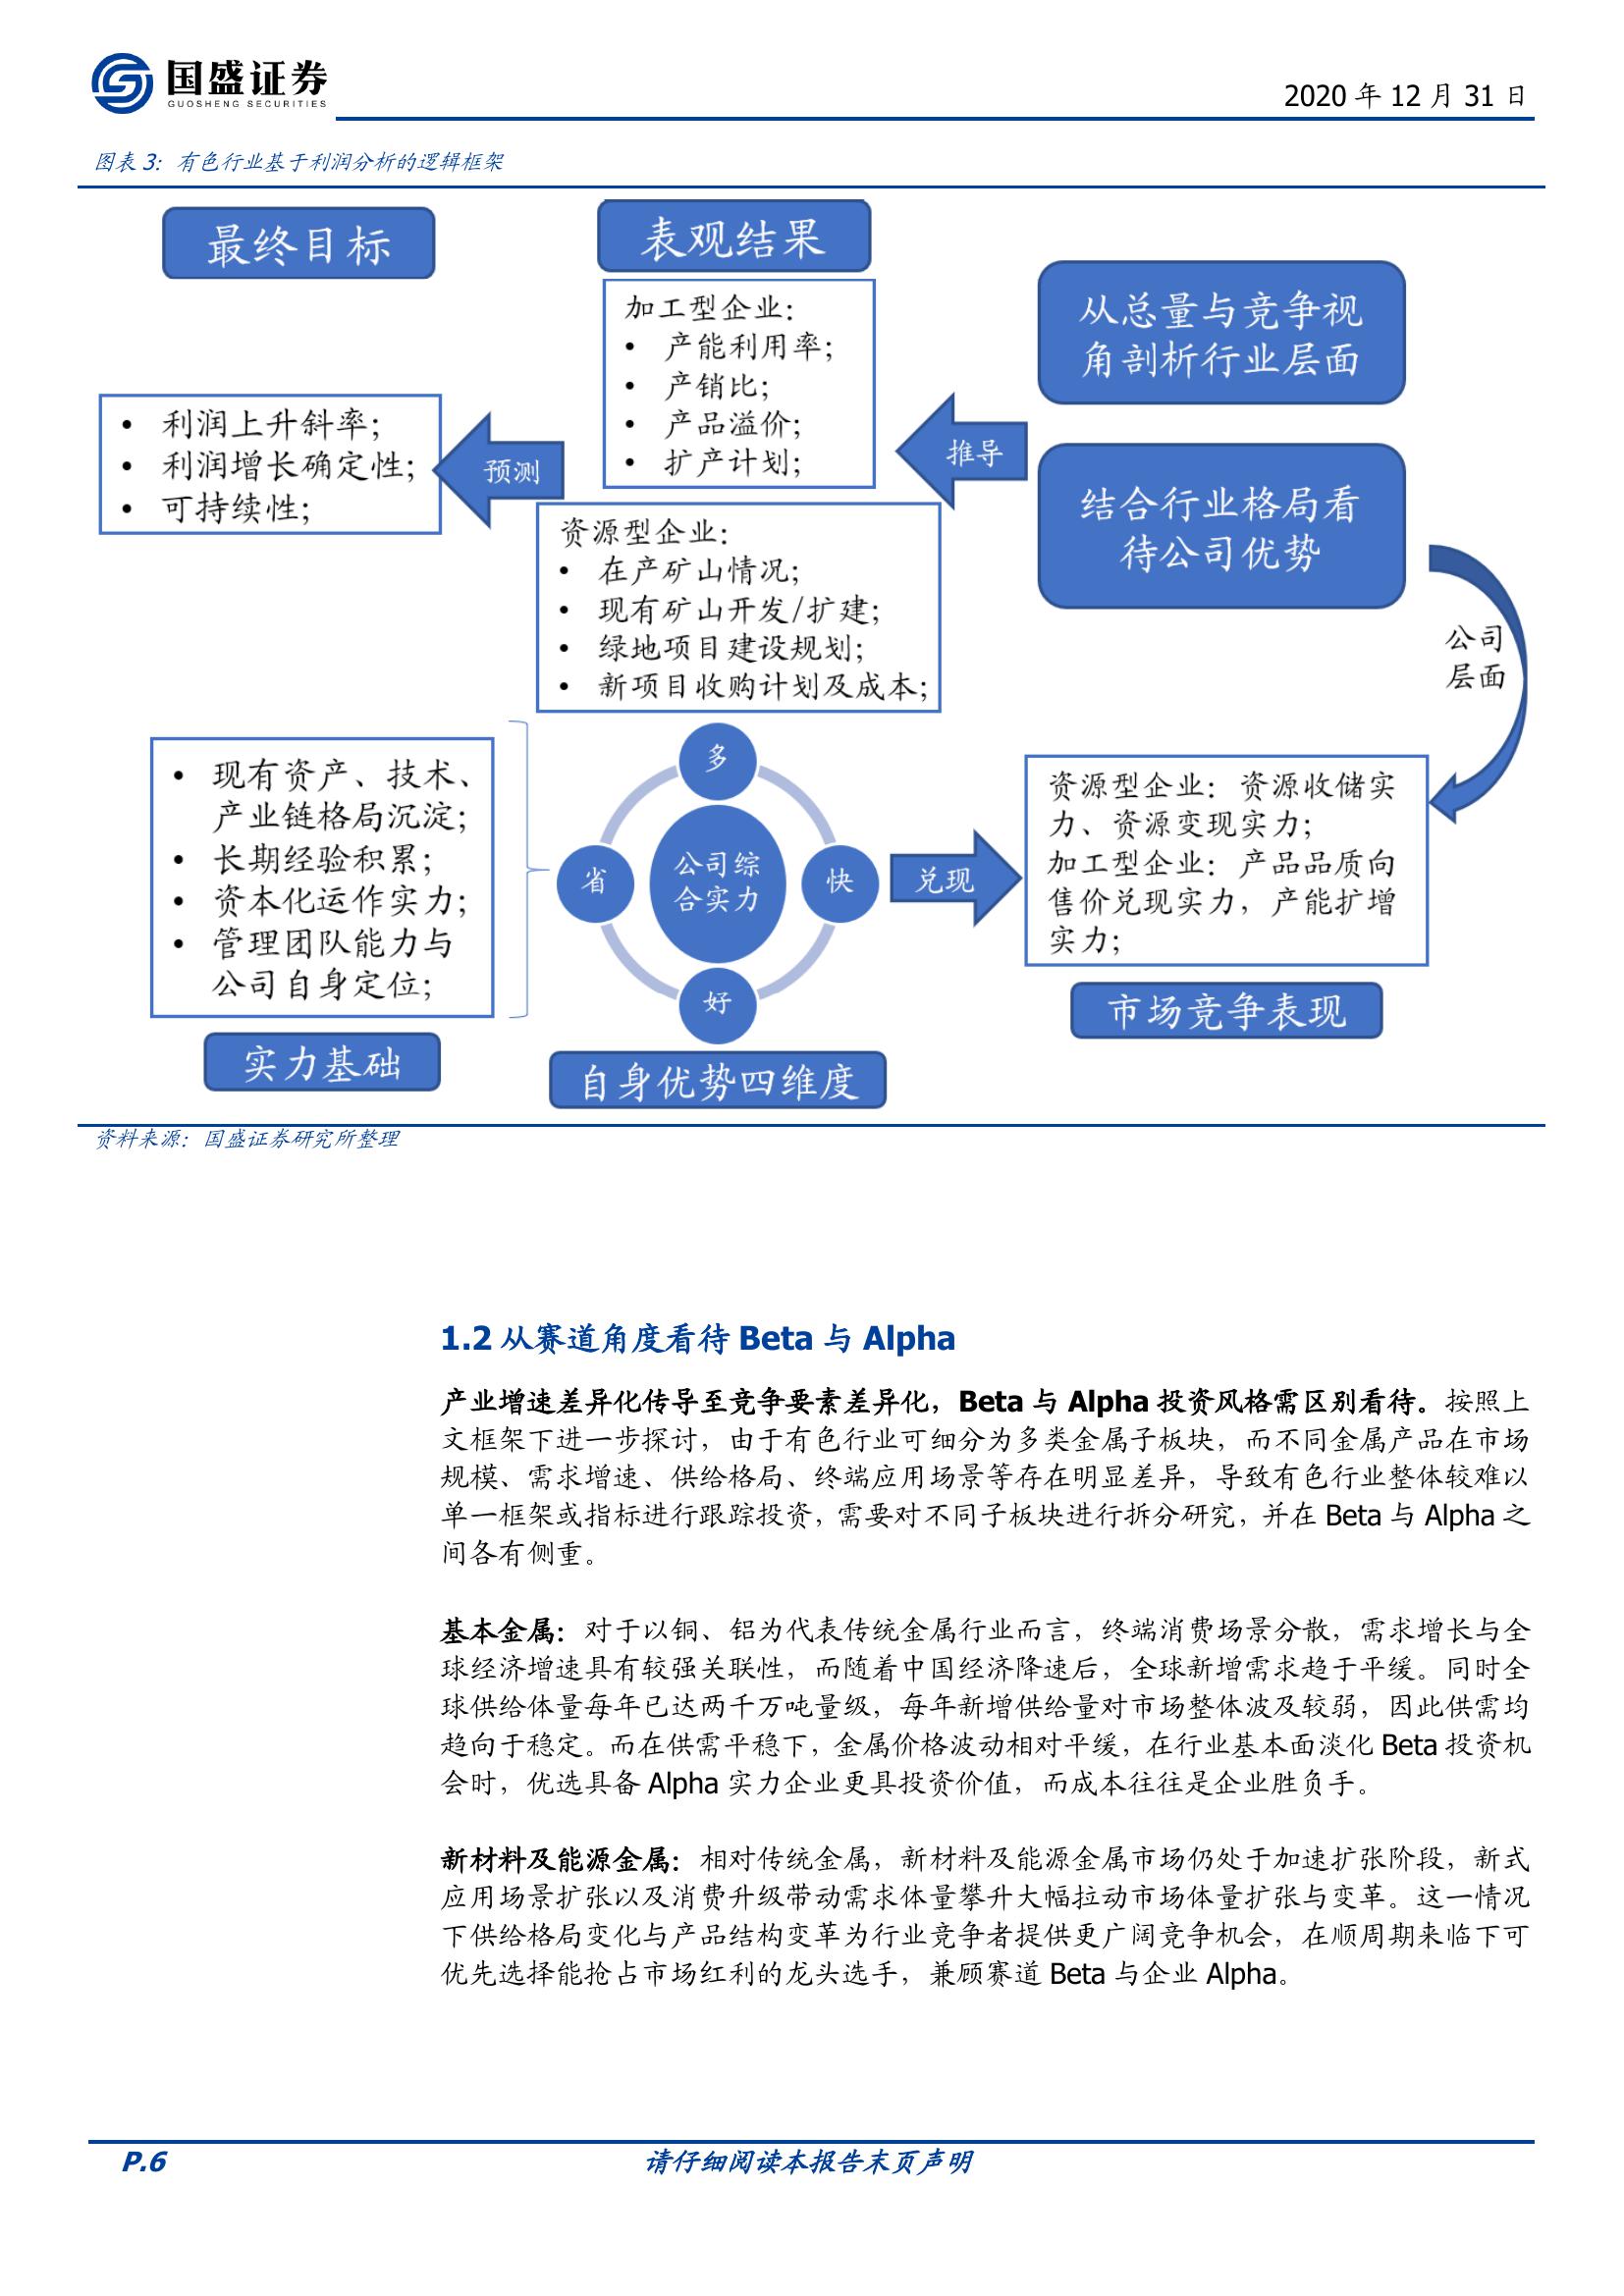 国盛证券
GUOSHENG SECURITIES
2020 年 12 月 31 日
图表 3：有色行业基于利润分析的逻辑框架
最终目标
表观结果
从总量与竞争视
角剖析行业层面
加工型企业：
• 产能利用率；
• 产销比；
• 产品溢价；
• 扩产计划；
• 利润上升斜率；
• 利润增长确定性；
• 可持续性；
预测
推导
结合行业格局看
待公司优势
资源型企业：
• 在产矿山情况；
• 现有矿山开发/扩建；
• 绿地项目建设规划；
• 新项目收购计划及成本；
公司
层面
• 现有资产、技术、
产业链格局沉淀；
• 长期经验积累；
• 资本化运作实力；
• 管理团队能力与
公司自身定位；
多
省
公司综
合实力
快
好
兑现
资源型企业：资源收储实
力、资源变现实力；
加工型企业：产品品质向
售价兑现实力，产能扩增
实力；
市场竞争表现
实力基础
自身优势四维度
资料来源：国盛证券研究所整理
1.2 从赛道角度看待 Beta 与 Alpha
产业增速差异化传导至竞争要素差异化，Beta 与 Alpha 投资风格需区别看待。按照上
文框架下进一步探讨，由于有色行业可细分为多类金属子板块，而不同金属产品在市场
规模、需求增速、供给格局、终端应用场景等存在明显差异，导致有色行业整体较难以
单一框架或指标进行跟踪投资，需要对不同子板块进行拆分研究，并在 Beta 与 Alpha 之
间各有侧重。
基本金属：对于以铜、铝为代表传统金属行业而言，终端消费场景分散，需求增长与全
球经济增速具有较强关联性，而随着中国经济降速后，全球新增需求趋于平缓。同时全
球供给体量每年已达两千万吨量级，每年新增供给量对市场整体波及较弱，因此供需均
趋向于稳定。而在供需平稳下，金属价格波动相对平缓，在行业基本面淡化 Beta 投资机
会时，优选具备 Alpha 实力企业更具投资价值，而成本往往是企业胜负手。
新材料及能源金属：相对传统金属，新材料及能源金属市场仍处于加速扩张阶段，新式
应用场景扩张以及消费升级带动需求体量攀升大幅拉动市场体量扩张与变革。这一情况
下供给格局变化与产品结构变革为行业竞争者提供更广阔竞争机会，在顺周期来临下可
优先选择能抢占市场红利的龙头选手，兼顾赛道 Beta 与企业 Alpha。
P.6
请仔细阅读本报告末页声明